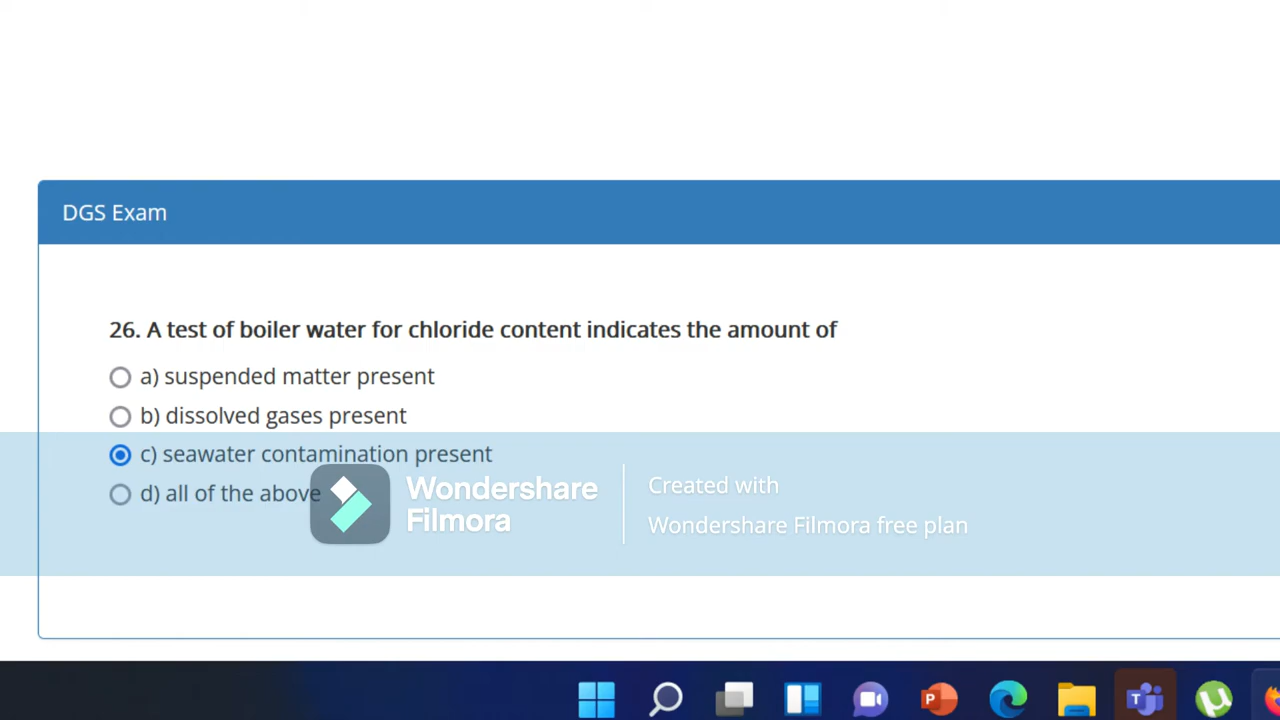 DGS Exam
26. A test of boiler water for chloride content indicates the amount of
a) suspended matter present
b) dissolved gases present
c) seawater contamination present
d) all of the above
Wondershare
Filmora
Created with
Wondershare Filmora free plan